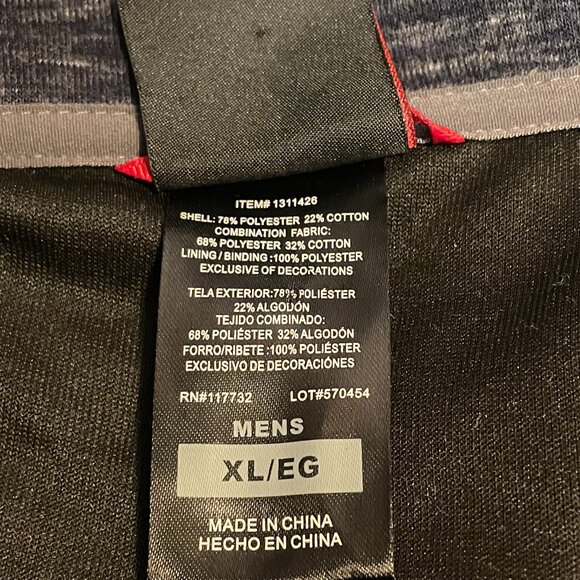 ITEM# 1311426
SHELL: 78% POLYESTER 22% COTTON
COMBINATION FABRIC:
68% POLYESTER 32% COTTON
LINING / BINDING :100% POLYESTER
EXCLUSIVE OF DECORATIONS
TELA EXTERIOR:78% POLIÉSTER
22% ALGODÓN
TEJIDO COMBINADO:
68% POLIÉSTER 32% ALGODÓN
FORRO/RIBETE :100% POLIÉSTER
EXCLUSIVO DE DECORACIÓNES
RN#117732 LOT#570454
MENS
XL/EG
MADE IN CHINA
HECHO EN CHINA